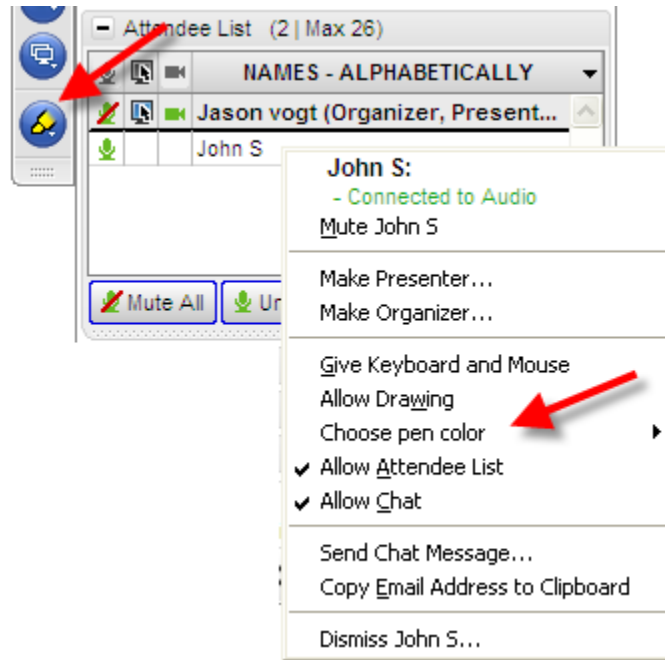 Attendee List (2 | Max 26)
NAMES - ALPHABETICALLY
Jason vogt (Organizer, Present...
John S
John S:
- Connected to Audio
Mute John S
Make Presenter...
Make Organizer...
Mute All
Give Keyboard and Mouse
Allow Drawing
Choose pen color
Allow Attendee List
Allow Chat
Send Chat Message...
Copy Email Address to Clipboard
Dismiss John S...